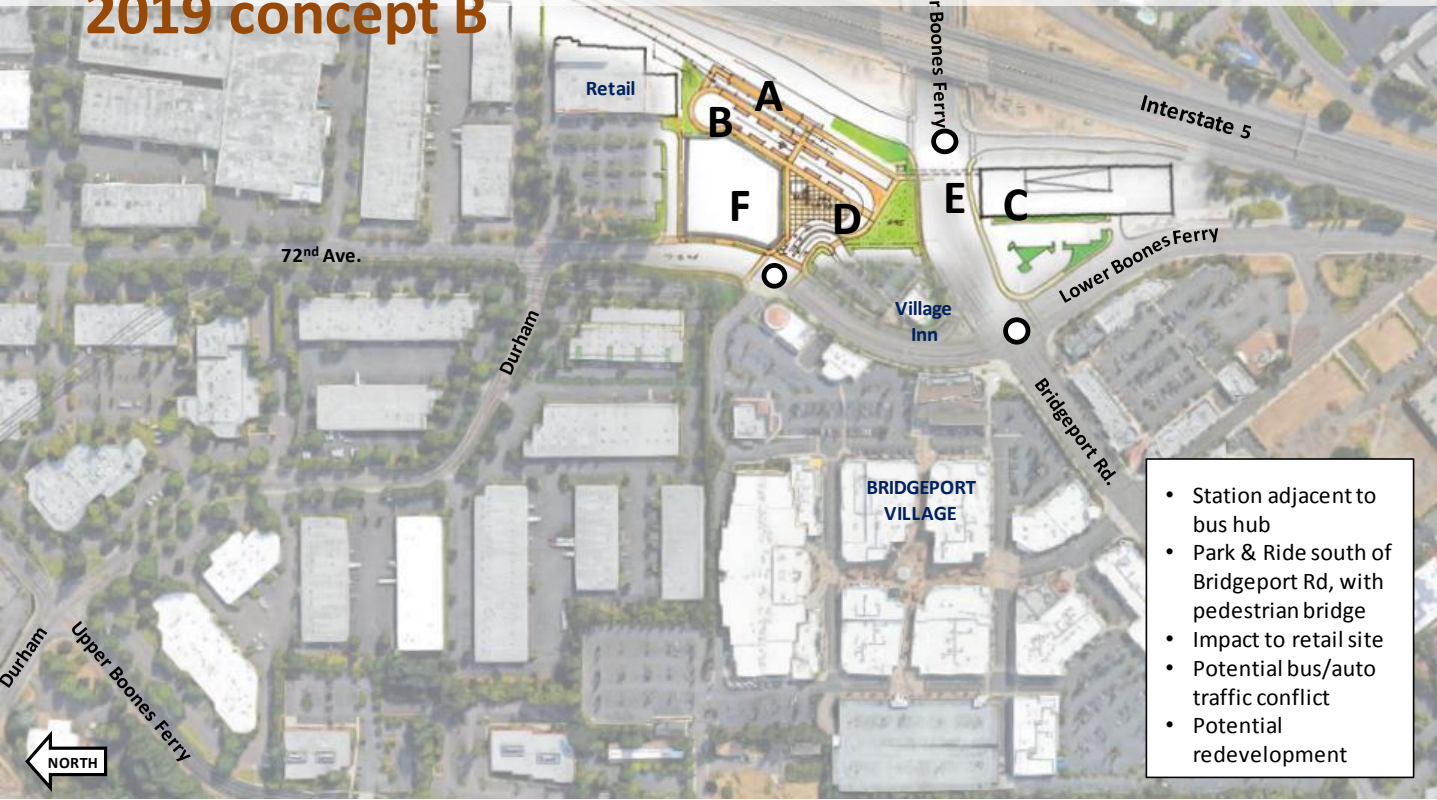 2019 concept B
r Boones Ferry
Interstate 5
Retail
A
B
F
D
E
C
72nd Ave.
Lower Boones Ferry
Village
Inn
Durham
Bridgeport Rd.
BRIDGEPORT
VILLAGE
• Station adjacent to
bus hub
• Park & Ride south of
Bridgeport Rd, with
pedestrian bridge
• Impact to retail site
• Potential bus/auto
traffic conflict
• Potential
redevelopment
Durham
Upper Boones Ferry
NORTH